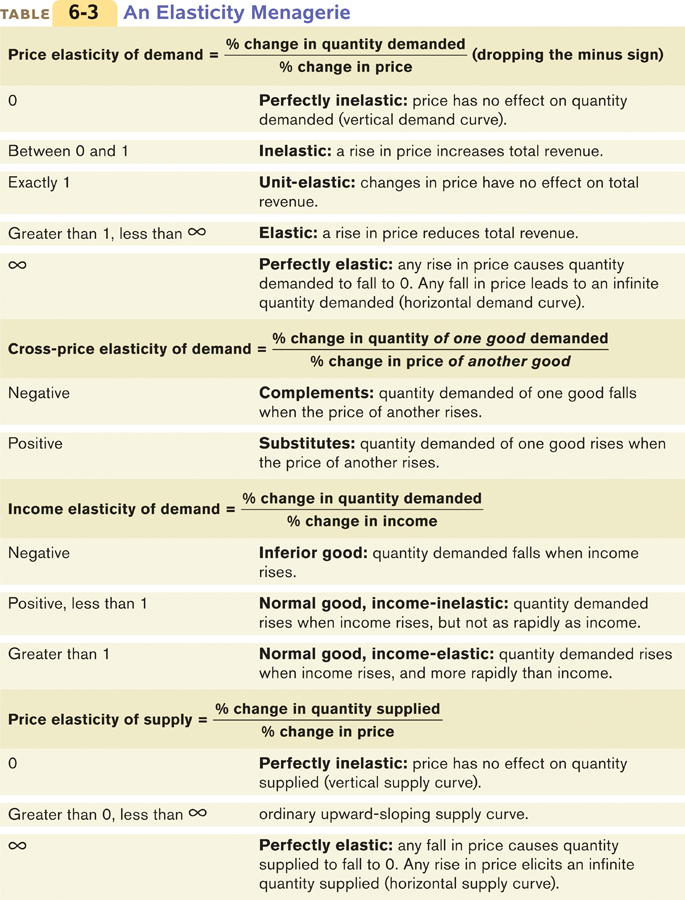 TABLE 6-3 An Elasticity Menagerie
Price elasticity of demand = % change in quantity demanded / % change in price (dropping the minus sign)
0
Perfectly inelastic: price has no effect on quantity
demanded (vertical demand curve).
Between 0 and 1
Inelastic: a rise in price increases total revenue.
Exactly 1
Unit-elastic: changes in price have no effect on total
revenue.
Greater than 1, less than ∞
Elastic: a rise in price reduces total revenue.
∞
Perfectly elastic: any rise in price causes quantity
demanded to fall to 0. Any fall in price leads to an infinite
quantity demanded (horizontal demand curve).
Cross-price elasticity of demand = % change in quantity of one good demanded / % change in price of another good
Negative
Complements: quantity demanded of one good falls
when the price of another rises.
Positive
Substitutes: quantity demanded of one good rises when
the price of another rises.
Income elasticity of demand = % change in quantity demanded / % change in income
Negative
Inferior good: quantity demanded falls when income
rises.
Positive, less than 1
Normal good, income-inelastic: quantity demanded
rises when income rises, but not as rapidly as income.
Greater than 1
Normal good, income-elastic: quantity demanded rises
when income rises, and more rapidly than income.
Price elasticity of supply = % change in quantity supplied / % change in price
0
Perfectly inelastic: price has no effect on quantity
supplied (vertical supply curve).
Greater than 0, less than ∞
ordinary upward-sloping supply curve.
∞
Perfectly elastic: any fall in price causes quantity
supplied to fall to 0. Any rise in price elicits an infinite
quantity supplied (horizontal supply curve).